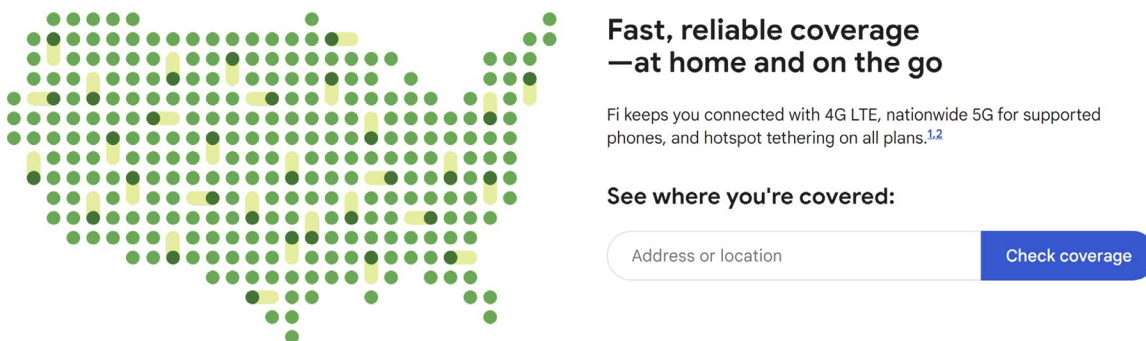 Fast, reliable coverage
—at home and on the go
Fi keeps you connected with 4G LTE, nationwide 5G for supported
phones, and hotspot tethering on all plans.1,2
See where you're covered:
Address or location
Check coverage